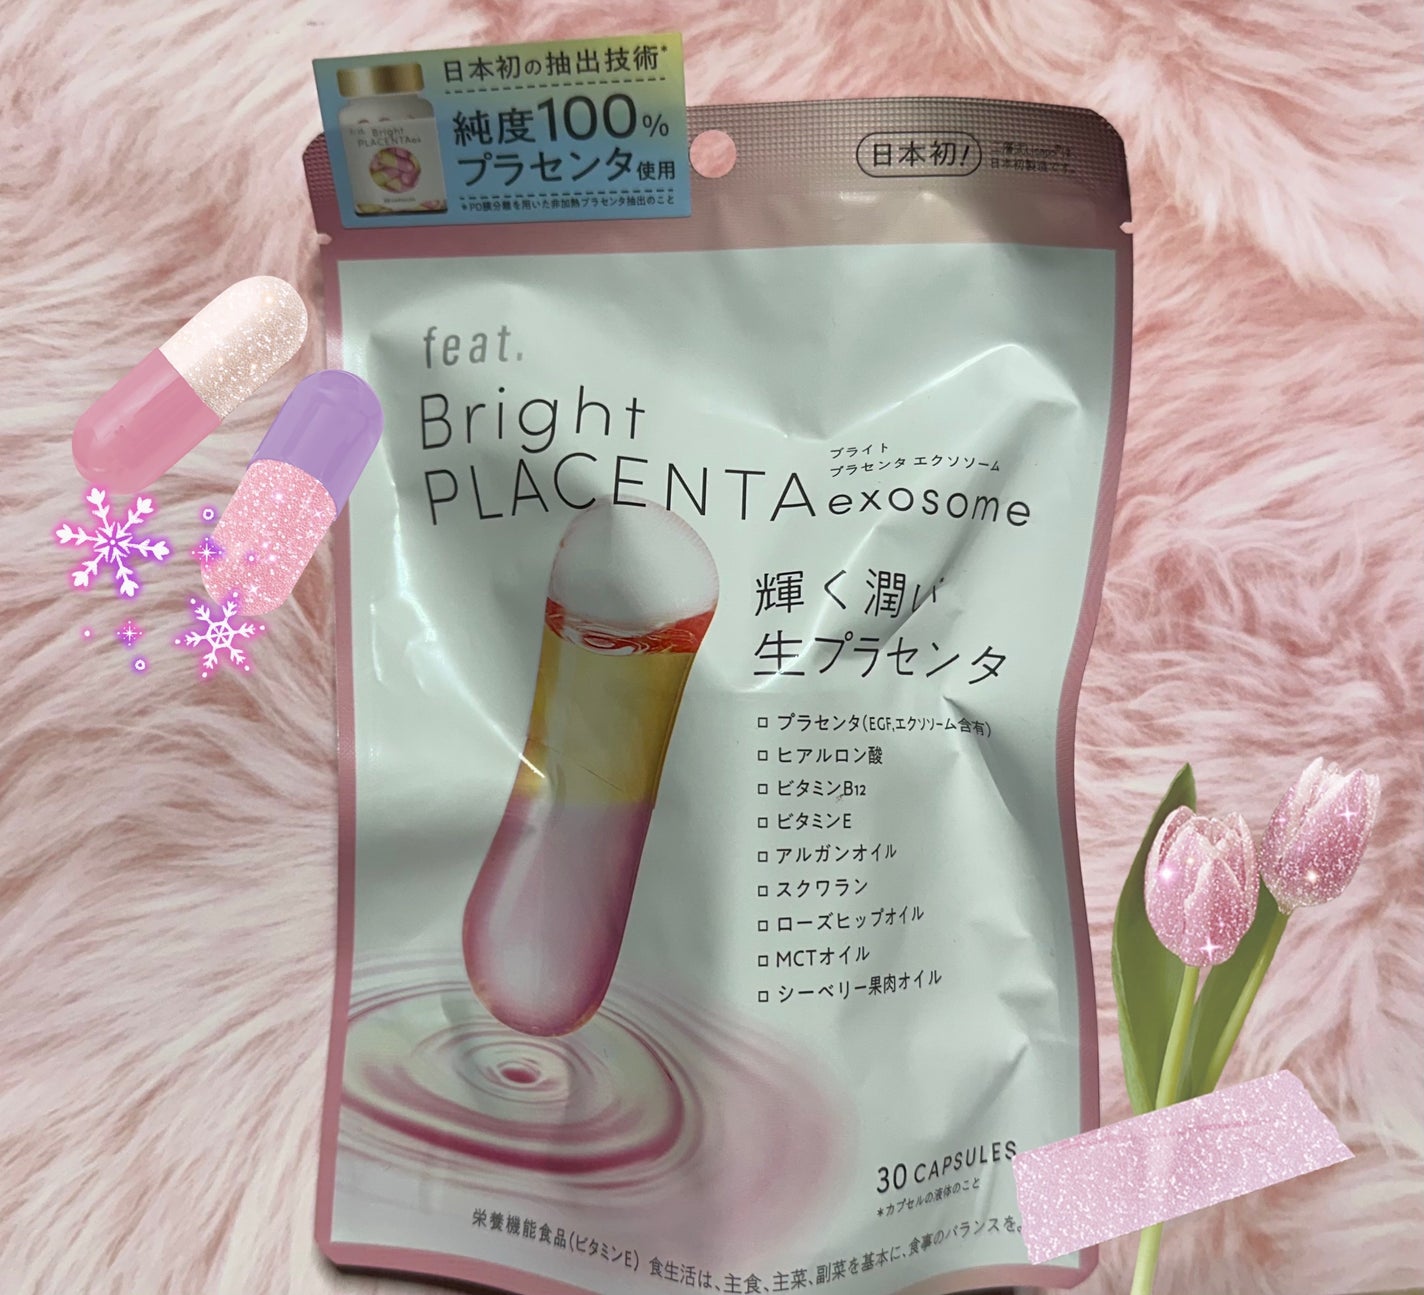 日本初の抽出技術*
純度100%
プラセンタ使用
*PD膜分離を用いた非加熱プラセンタ抽出のこと
Bright
PLACENTAex
日本初!
日本初製造です。
feat.
Bright
PLACENTA exosome
ブライト
プラセンタ エクソソーム
輝く潤い
生プラセンタ
プラセンタ(EGF,エクソソーム含有)
ヒアルロン酸
ビタミンB12
ビタミンE
アルガンオイル
スクワラン
ローズヒップオイル
MCTオイル
シーベリー果肉オイル
30 CAPSULES
*カプセルの液体のこと
栄養機能食品(ビタミンE) 食生活は、主食、主菜、副菜を基本に、食事のバランスを。